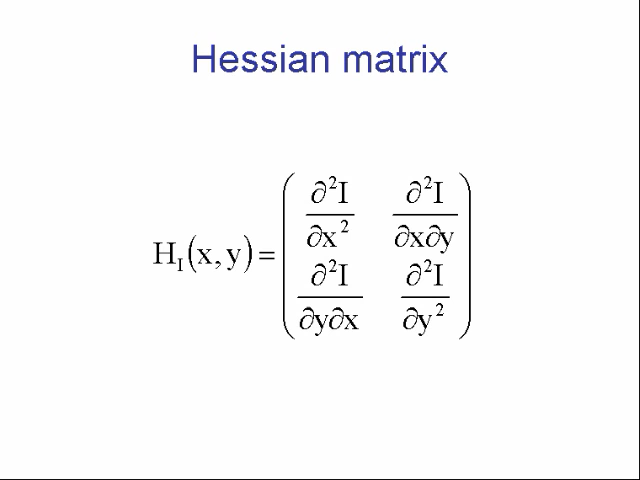 Hessian matrix
H_I(x, y) = ( ∂²I/∂x² ∂²I/∂x∂y
∂²I/∂y∂x ∂²I/∂y² )